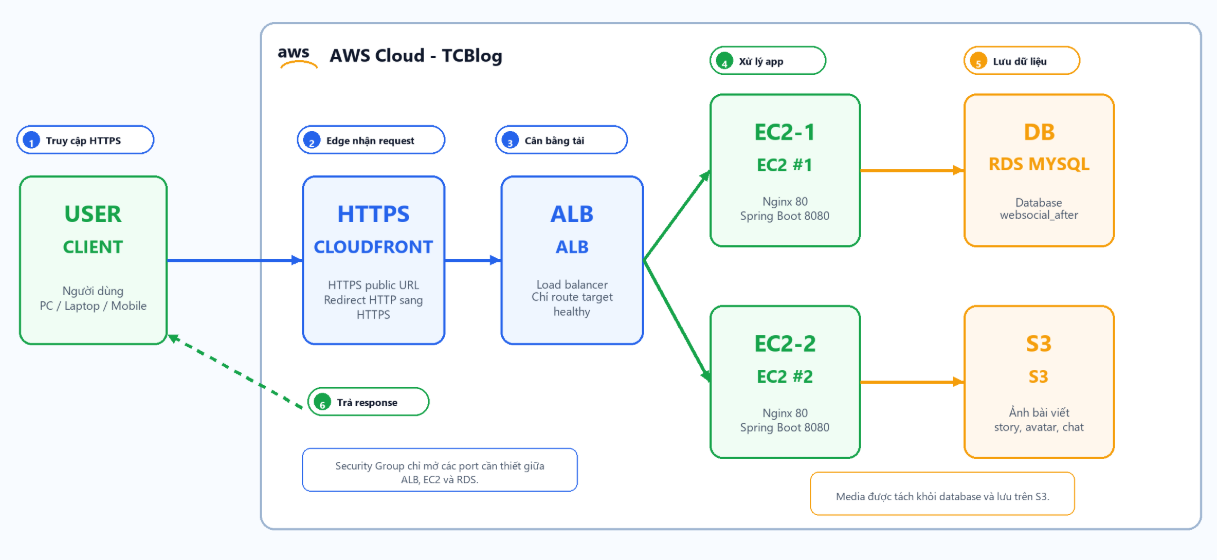 aws
AWS Cloud - TCBlog
1 Truy cập HTTPS
USER
CLIENT
Người dùng
PC / Laptop / Mobile
2 Edge nhận request
HTTPS
CLOUDFRONT
HTTPS public URL
Redirect HTTP sang
HTTPS
3 Cân bằng tải
ALB
ALB
Load balancer
Chỉ route target
healthy
4 Xử lý app
EC2-1
EC2 #1
Nginx 80
Spring Boot 8080
EC2-2
EC2 #2
Nginx 80
Spring Boot 8080
5 Lưu dữ liệu
DB
RDS MYSQL
Database
websocial_after
S3
S3
Ảnh bài viết
story, avatar, chat
6 Trả response
Security Group chỉ mở các port cần thiết giữa
ALB, EC2 và RDS.
Media được tách khỏi database và lưu trên S3.